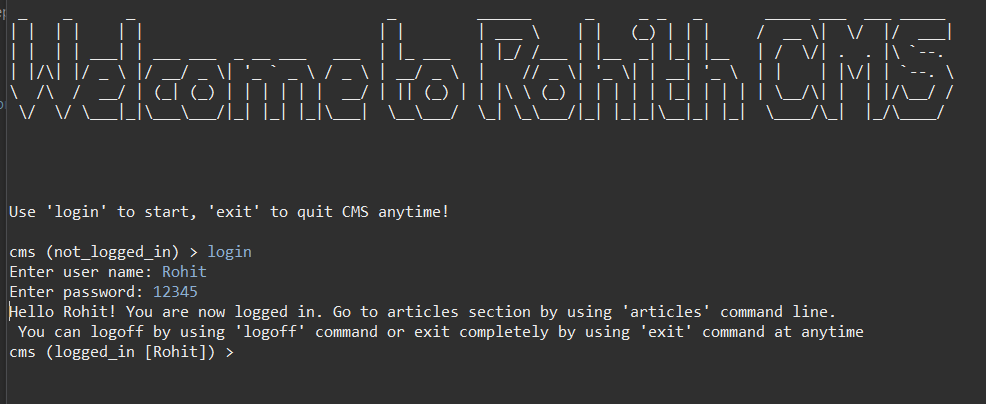 Welcome to Rohith CMS
Use 'login' to start, 'exit' to quit CMS anytime!
cms (not_logged_in) > login
Enter user name: Rohit
Enter password: 12345
Hello Rohit! You are now logged in. Go to articles section by using 'articles' command line.
You can logoff by using 'logoff' command or exit completely by using 'exit' command at anytime
cms (logged_in [Rohit]) >